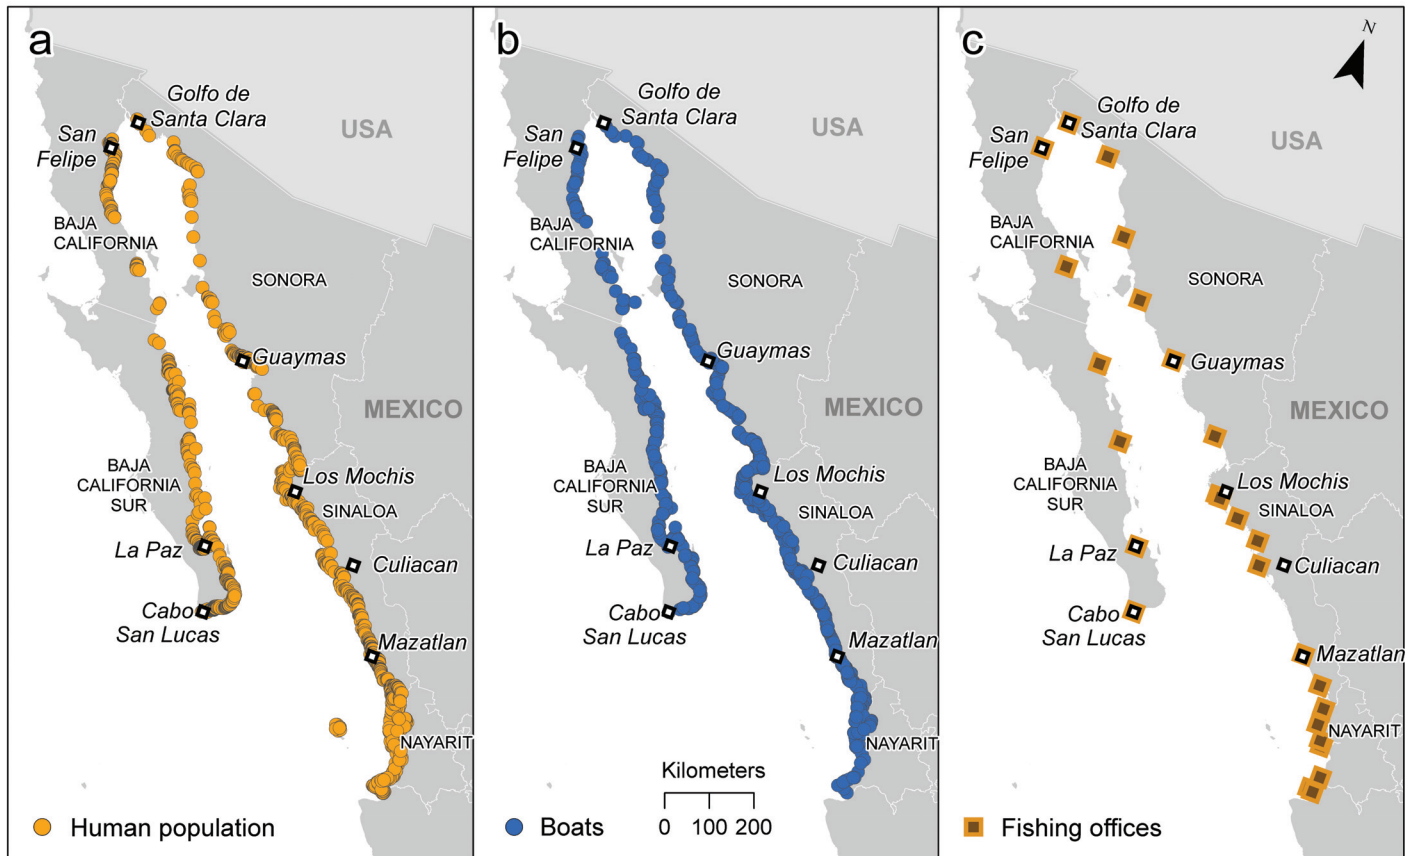 a
Golfo de
Santa Clara
San
Felipe
USA
BAJA
CALIFORNIA
SONORA
Guaymas
MEXICO
BAJA
CALIFORNIA
SUR
Los Mochis
SINALOA
La Paz
Culiacan
Cabo
San Lucas
Mazatlan
NAYARIT
Human population
b
Golfo de
Santa Clara
San
Felipe
USA
BAJA
CALIFORNIA
SONORA
Guaymas
MEXICO
BAJA
CALIFORNIA
SUR
Los Mochis
SINALOA
La Paz
Culiacan
Cabo
San Lucas
Mazatlan
NAYARIT
Kilometers
0 100 200
Boats
c
N
Golfo de
Santa Clara
San
Felipe
USA
BAJA
CALIFORNIA
SONORA
Guaymas
MEXICO
BAJA
CALIFORNIA
SUR
Los Mochis
SINALOA
La Paz
Culiacan
Cabo
San Lucas
Mazatlan
NAYARIT
Fishing offices